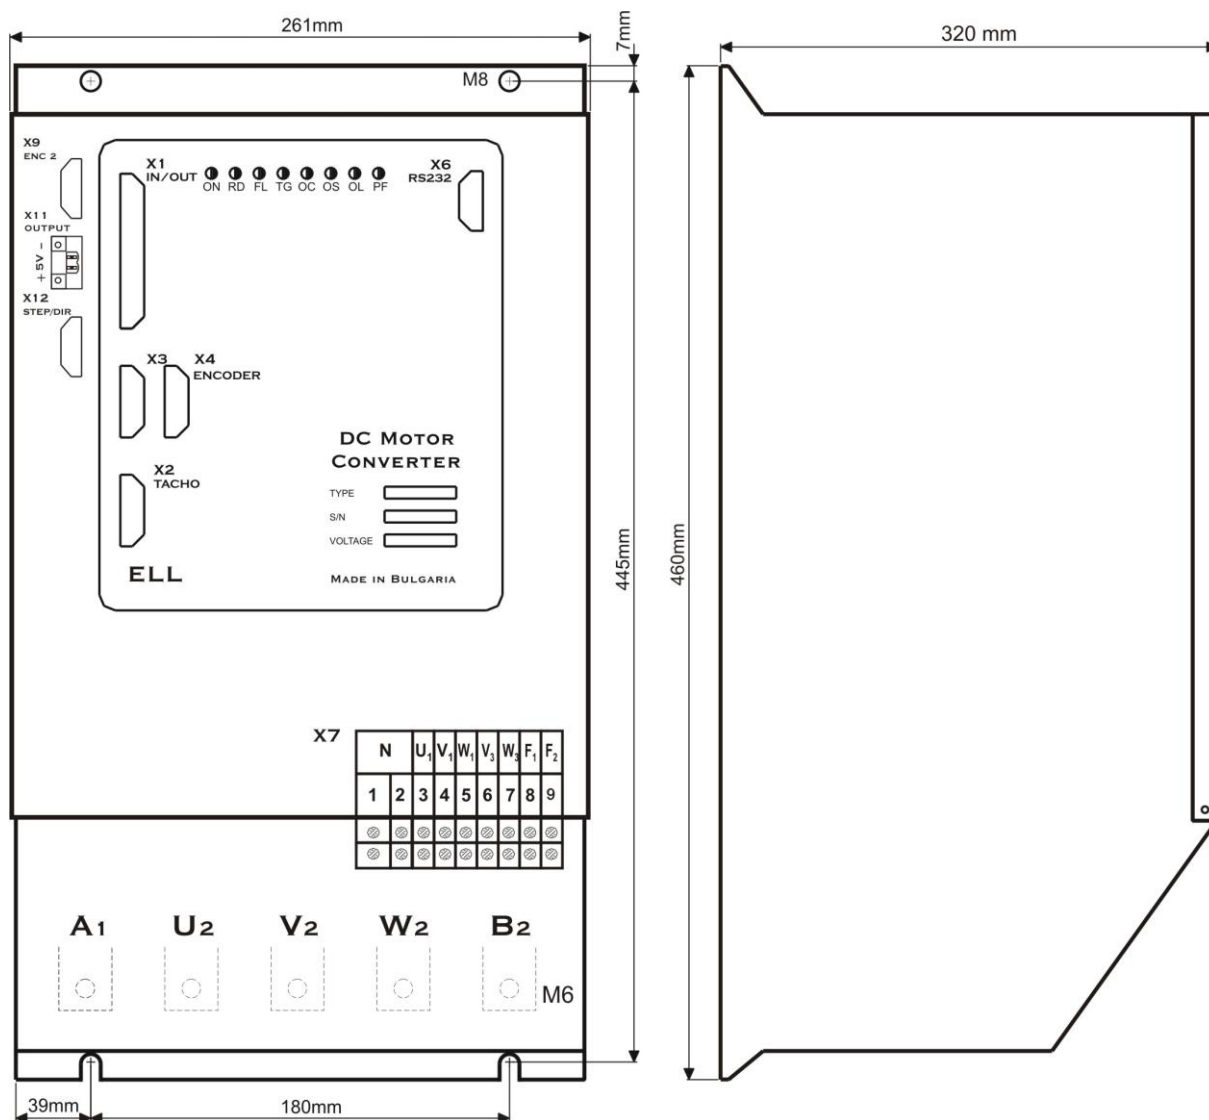 261mm
7mm
320 mm
M8
X9
ENC 2
X1
IN/OUT
ON RD FL TG OC OS OL PF
X6
RS232
X11
OUTPUT
+ 5V -
X12
STEP/DIR
X3
X4
ENCODER
DC MOTOR
CONVERTER
X2
TACHO
TYPE
S/N
VOLTAGE
ELL
MADE IN BULGARIA
445mm
460mm
X7
N U1 V1 W1 V3 W3 F1 F2
1 2 3 4 5 6 7 8 9
A1 U2 V2 W2 B2
M6
39mm
180mm